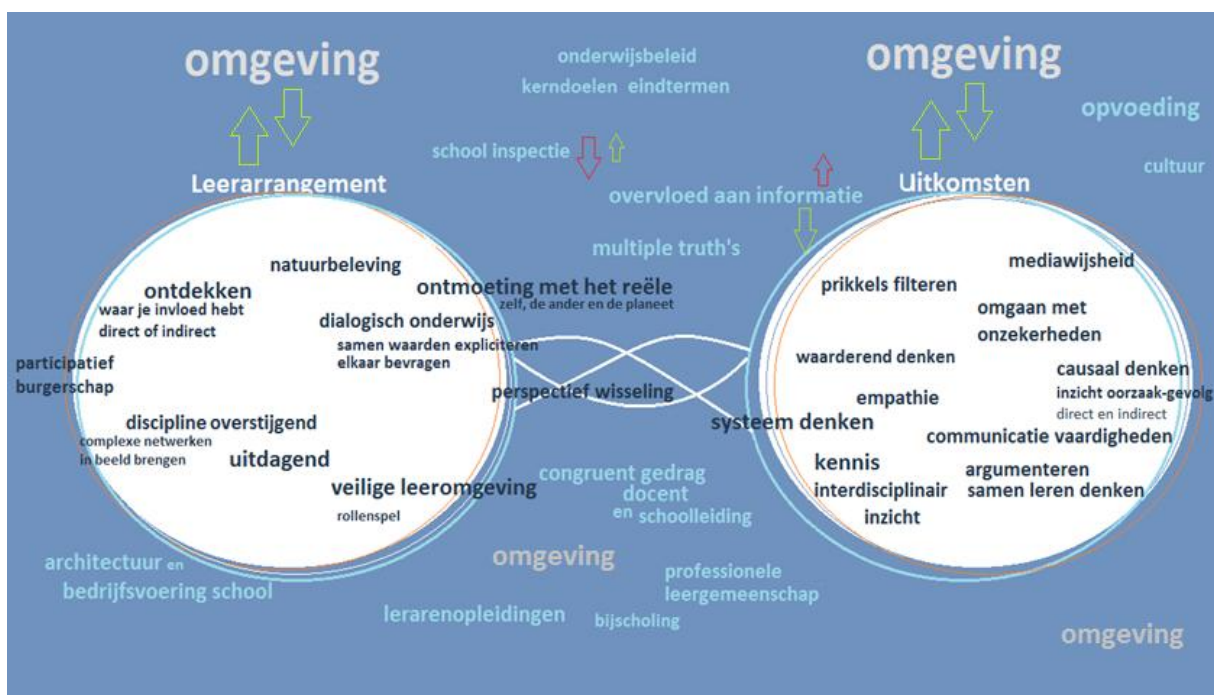 omgeving
omgeving
onderwijsbeleid
kerndoelen eindtermen
opvoeding
school inspectie
cultuur
Leerarrangement
Uitkomsten
overvloed aan informatie
multiple truth's
natuurbeleving
ontdekken
waar je invloed hebt
direct of indirect
ontmoeting met het reële
zelf, de ander en de planeet
dialogisch onderwijs
samen waarden expliciteren
elkaar bevragen
participatief
burgerschap
perspectief wisseling
discipline overstijgend
complexe netwerken
in beeld brengen
uitdagend
veilige leeromgeving
rollenspel
mediawijsheid
prikkels filteren
omgaan met
onzekerheden
waarderend denken
causaal denken
inzicht oorzaak-gevolg
direct en indirect
empathie
systeem denken
communicatie vaardigheden
kennis
interdisciplinair
inzicht
argumenteren
samen leren denken
congruent gedrag
docent
en schoolleiding
architectuur en
bedrijfsvoering school
omgeving
professionele
leergemeenschap
lerarenopleidingen
bijscholing
omgeving